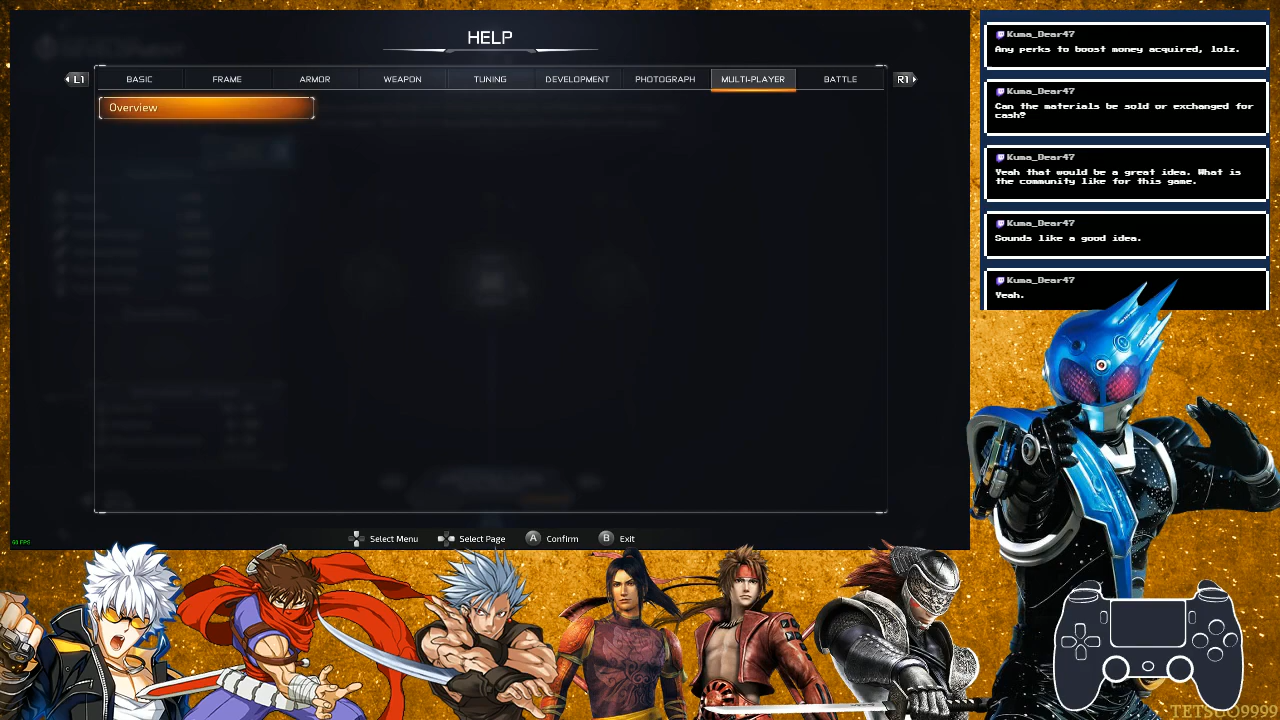 HELP
L1
BASIC
FRAME
ARMOR
WEAPON
TUNING
DEVELOPMENT
PHOTOGRAPH
MULTI-PLAYER
BATTLE
R1
Overview
Select Menu
Select Page
A
Confirm
B
Exit
60 FPS
Kuma_Dear47
Any perks to boost money acquired, lolz.
Kuma_Dear47
Can the materials be sold or exchanged for
cash?
Kuma_Dear47
Yeah that would be a great idea. What is
the community like for this game.
Kuma_Dear47
Sounds like a good idea.
Kuma_Dear47
Yeah.
TETSUO9999